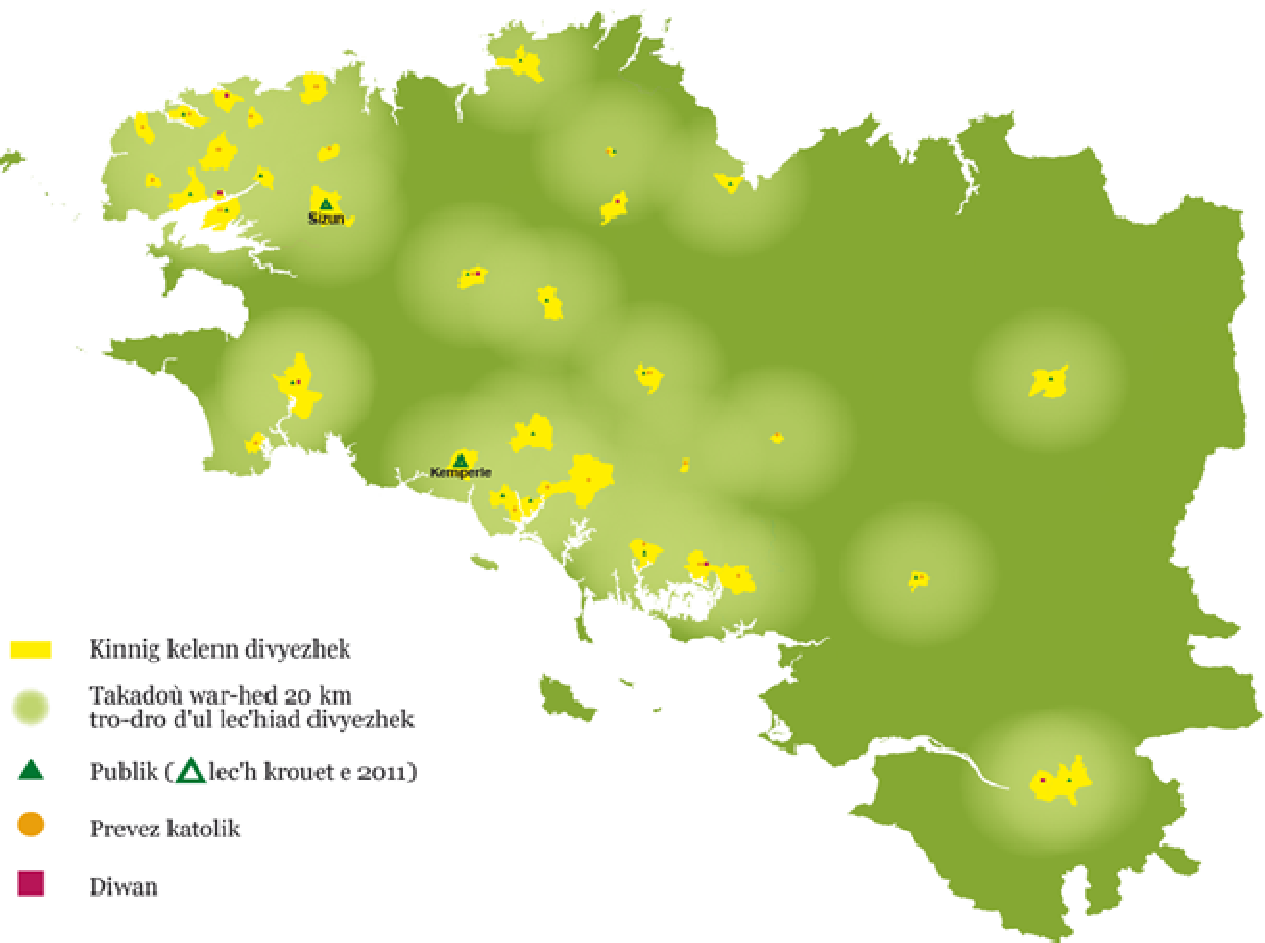 Sizun
Kemperle
Kinnig kelenn divyezhek
Takadoù war-hed 20 km
tro-dro d'ul lec'hiad divyezhek
Publik ( lec'h krouet e 2011)
Prevez katolik
Diwan